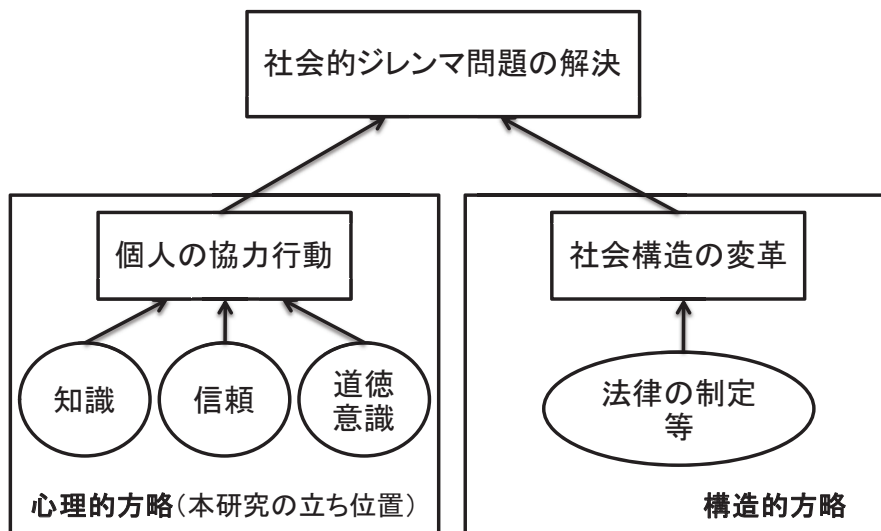 社会的ジレンマ問題の解決
個人の協力行動
社会構造の変革
知識
信頼
道徳
意識
法律の制定
等
心理的方略(本研究の立ち位置)
構造的方略